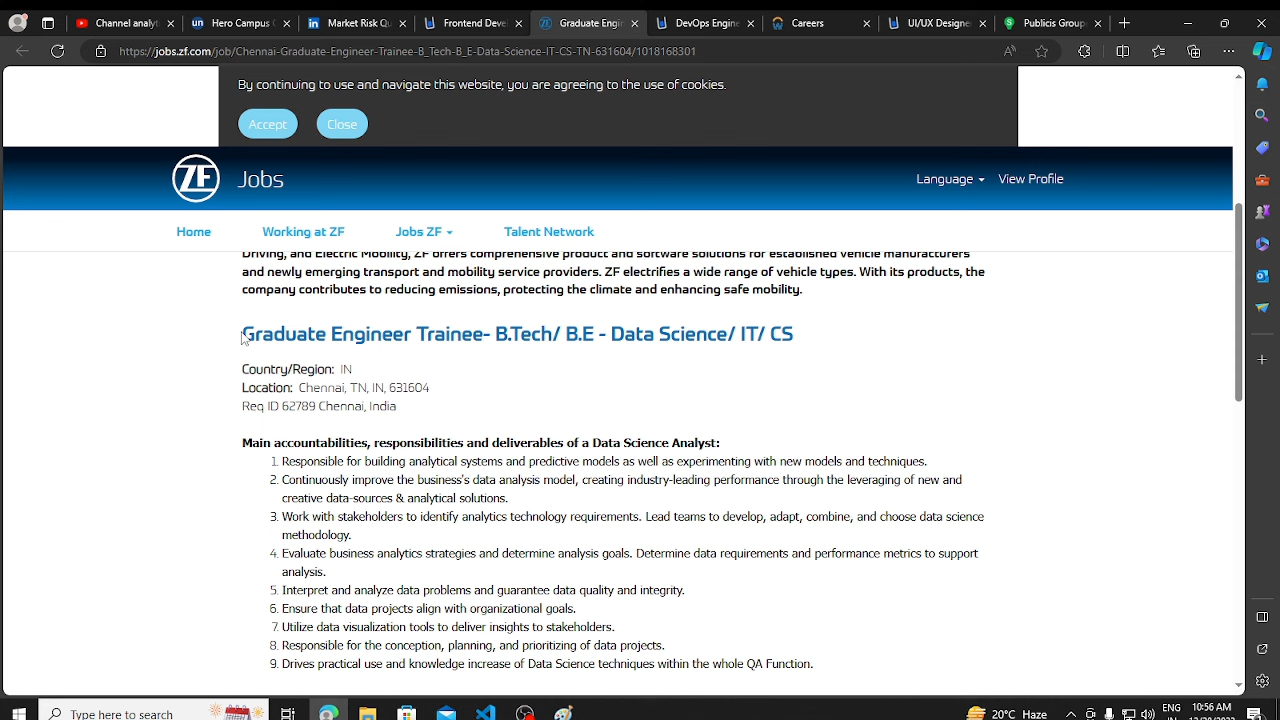 Channel analyt
Hero Campus
Market Risk Qu
Frontend Deve
Graduate Engin
DevOps Engine
Careers
UI/UX Designe
Publicis Group
https://jobs.zf.com/job/Chennai-Graduate-Engineer-Trainee-B_Tech-B_E-Data-Science-IT-CS-TN-631604/1018168301
By continuing to use and navigate this website, you are agreeing to the use of cookies.
Accept Close
ZF Jobs Language View Profile
Home Working at ZF Jobs ZF Talent Network
Driving, and Electric Mobility, ZF offers comprehensive product and software solutions for established vehicle manufacturers
and newly emerging transport and mobility service providers. ZF electrifies a wide range of vehicle types. With its products, the
company contributes to reducing emissions, protecting the climate and enhancing safe mobility.
Graduate Engineer Trainee- B.Tech/ B.E - Data Science/ IT/ CS
Country/Region: IN
Location: Chennai, TN, IN, 631604
Req ID 62789 Chennai, India
Main accountabilities, responsibilities and deliverables of a Data Science Analyst:
1. Responsible for building analytical systems and predictive models as well as experimenting with new models and techniques.
2. Continuously improve the business's data analysis model, creating industry-leading performance through the leveraging of new and
creative data-sources & analytical solutions.
3. Work with stakeholders to identify analytics technology requirements. Lead teams to develop, adapt, combine, and choose data science
methodology.
4. Evaluate business analytics strategies and determine analysis goals. Determine data requirements and performance metrics to support
analysis.
5. Interpret and analyze data problems and guarantee data quality and integrity.
6. Ensure that data projects align with organizational goals.
7. Utilize data visualization tools to deliver insights to stakeholders.
8. Responsible for the conception, planning, and prioritizing of data projects.
9. Drives practical use and knowledge increase of Data Science techniques within the whole QA Function.
Type here to search
20°C Haze
ENG
IN
10:56 AM